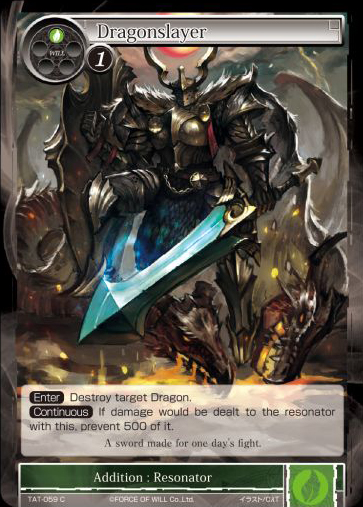 Dragonslayer
WILL
1
Enter Destroy target Dragon.
Continuous If damage would be dealt to the resonator
with this, prevent 500 of it.
A sword made for one day's fight.
Addition : Resonator
TAT-059 C ©FORCE OF WILL Co.,Ltd. イラスト/CJLT